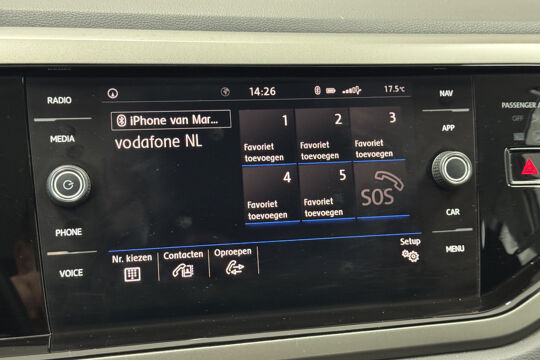 RADIO
MEDIA
PHONE
VOICE
14:26
17.5°C
iPhone van Mar...
vodafone NL
1
Favoriet
toevoegen
2
Favoriet
toevoegen
3
Favoriet
toevoegen
4
Favoriet
toevoegen
5
Favoriet
toevoegen
SOS
Nr. kiezen
Contacten
Oproepen
Setup
NAV
APP
CAR
MENU
PASSENGER
OFF